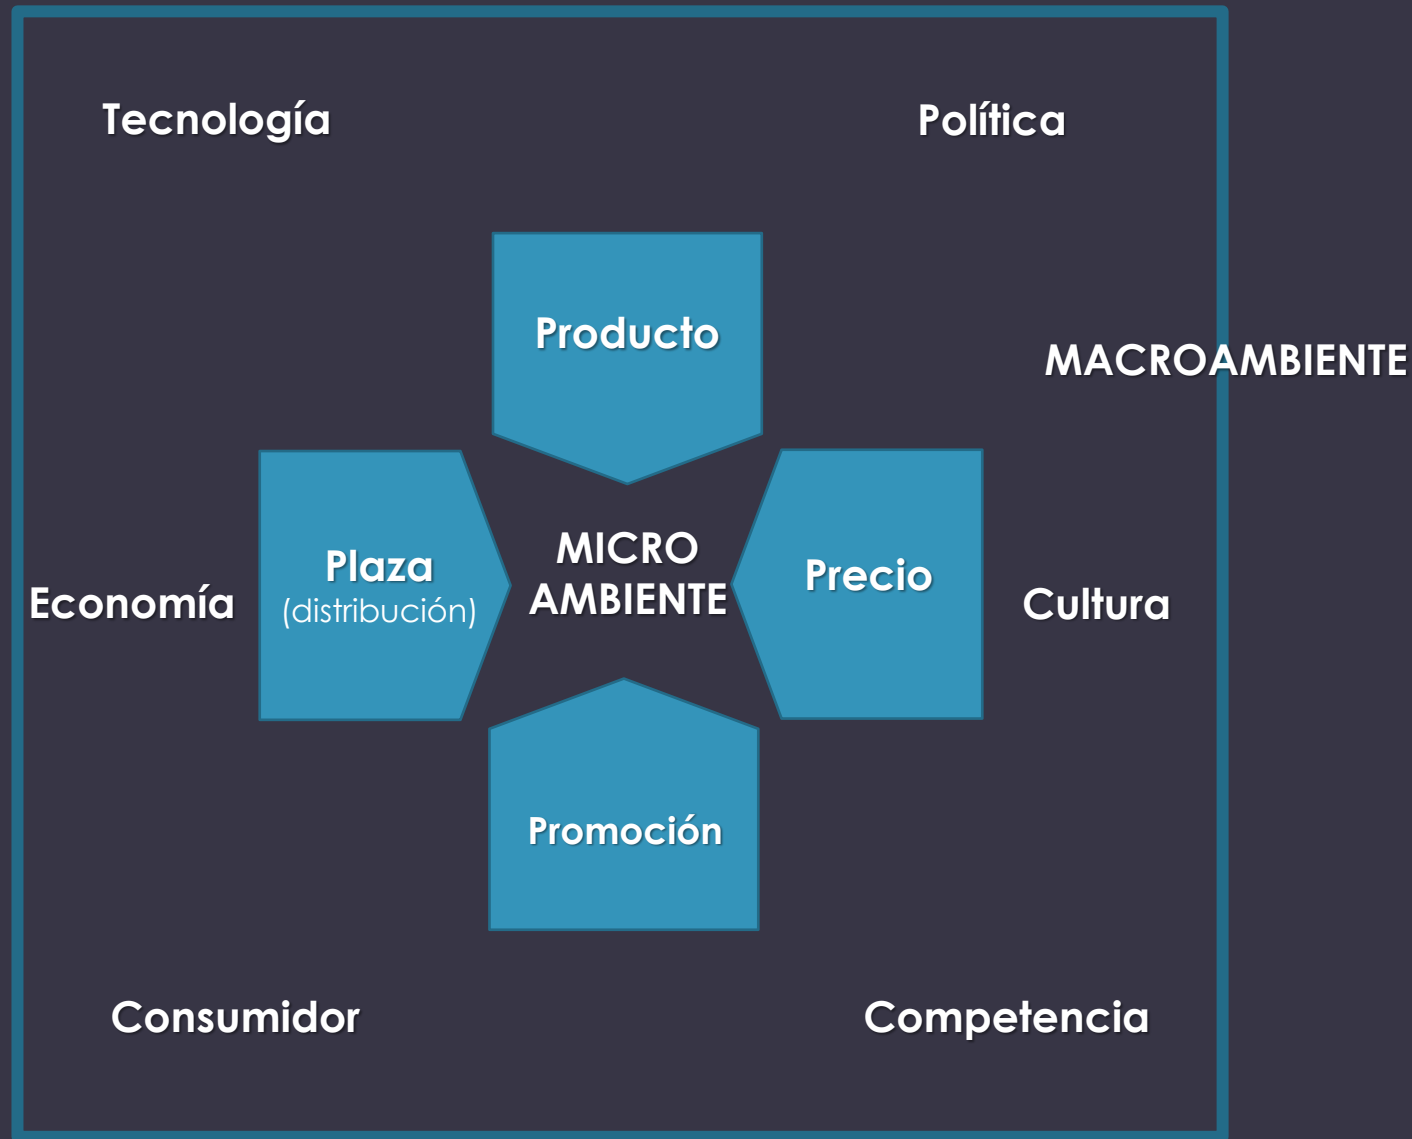 Tecnología
Política
Producto
MACROAMBIENTE
MICRO
AMBIENTE
Plaza
(distribución)
Precio
Economía
Cultura
Promoción
Consumidor
Competencia